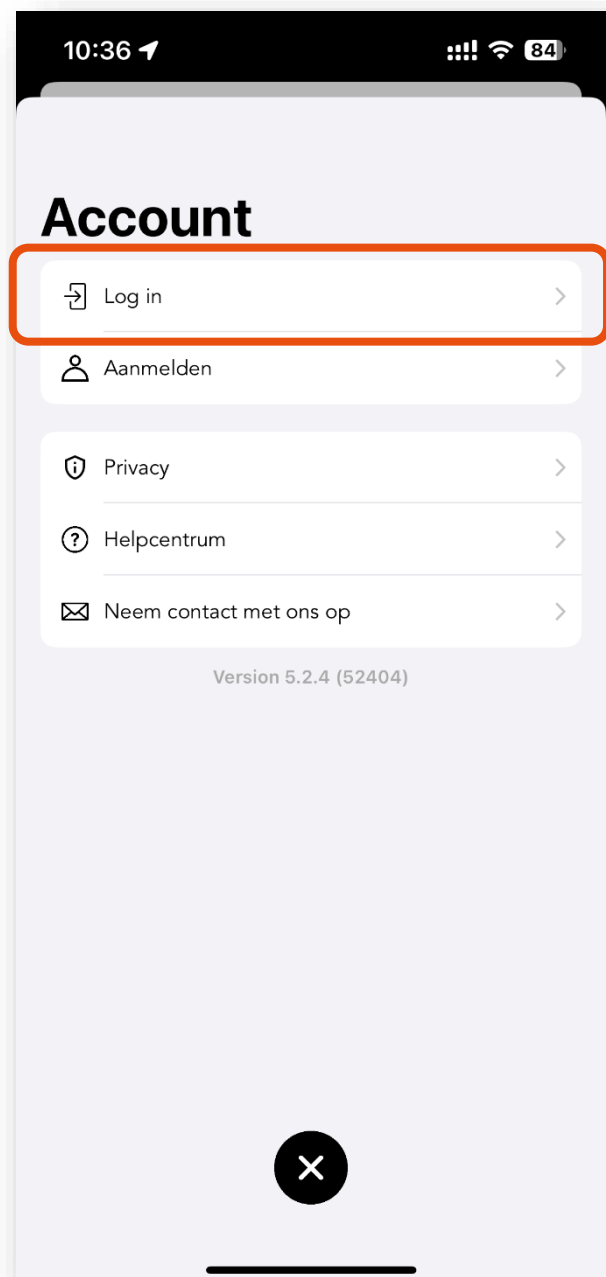 10:36
84
Account
Log in
Aanmelden
Privacy
Helpcentrum
Neem contact met ons op
Version 5.2.4 (52404)